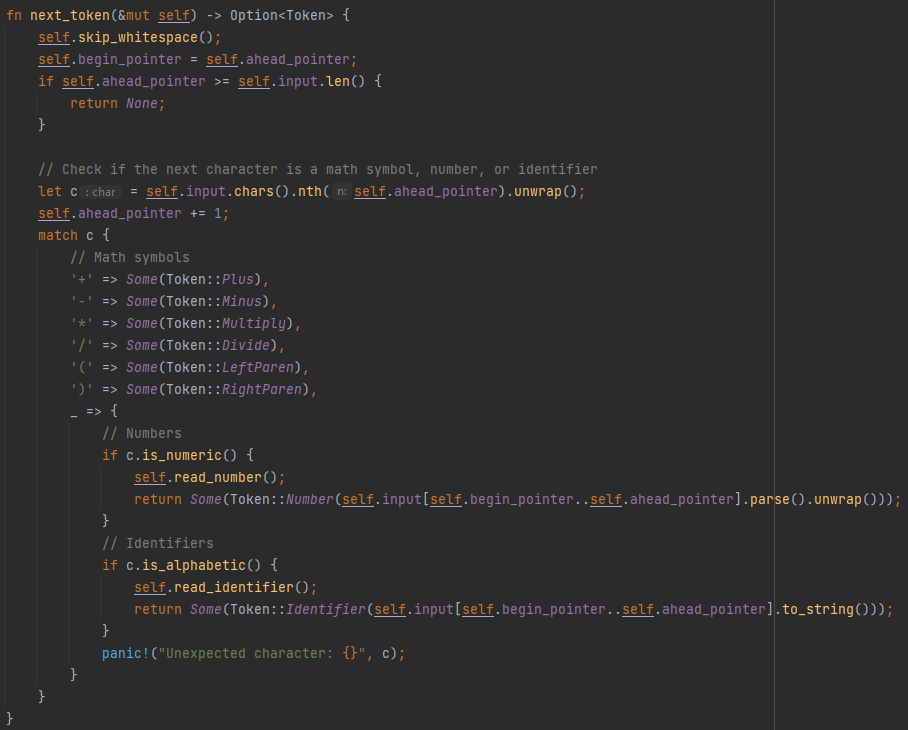 fn next_token(&mut self) -> Option<Token> {
    self.skip_whitespace();
    self.begin_pointer = self.ahead_pointer;
    if self.ahead_pointer >= self.input.len() {
        return None;
    }

    // Check if the next character is a math symbol, number, or identifier
    let c : char = self.input.chars().nth( n: self.ahead_pointer).unwrap();
    self.ahead_pointer += 1;
    match c {
        // Math symbols
        '+' => Some(Token::Plus),
        '-' => Some(Token::Minus),
        '*' => Some(Token::Multiply),
        '/' => Some(Token::Divide),
        '(' => Some(Token::LeftParen),
        ')' => Some(Token::RightParen),
        _ => {
            // Numbers
            if c.is_numeric() {
                self.read_number();
                return Some(Token::Number(self.input[self.begin_pointer..self.ahead_pointer].parse().unwrap()));
            }
            // Identifiers
            if c.is_alphabetic() {
                self.read_identifier();
                return Some(Token::Identifier(self.input[self.begin_pointer..self.ahead_pointer].to_string()));
            }
            panic!("Unexpected character: {}", c);
        }
    }
}